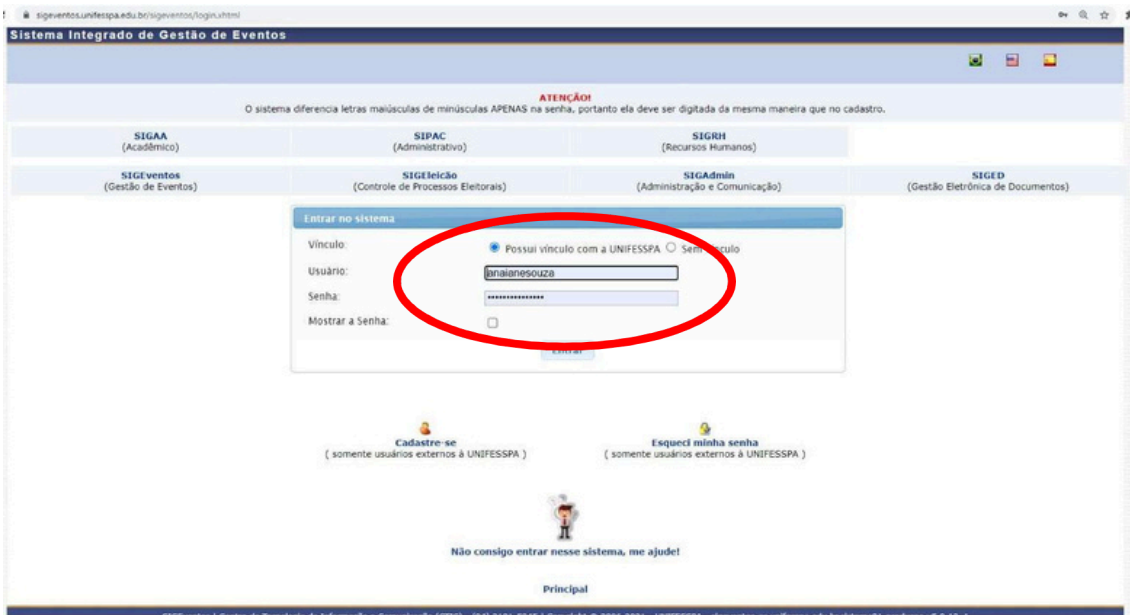 sigeventos.unifesspa.edu.br/sigeventos/login.xhtml
Sistema Integrado de Gestão de Eventos
ATENÇÃO!
O sistema diferencia letras maiúsculas de minúsculas APENAS na senha, portanto ela deve ser digitada da mesma maneira que no cadastro.
SIGAA SIPAC SIGRH
(Acadêmico) (Administrativo) (Recursos Humanos)
SIGEventos SIGEleicão SIGAdmin SIGED
(Gestão de Eventos) (Controle de Processos Eleitorais) (Administração e Comunicação) (Gestão Eletrônica de Documentos)
Entrar no sistema
Vínculo: Possui vínculo com a UNIFESSPA Sem vínculo
Usuário: anaianesouza
Senha: •••••••••••••••
Mostrar a Senha:
Entrar
Cadastre-se Esqueci minha senha
( somente usuários externos à UNIFESSPA ) ( somente usuários externos à UNIFESSPA )
Não consigo entrar nesse sistema, me ajude!
Principal